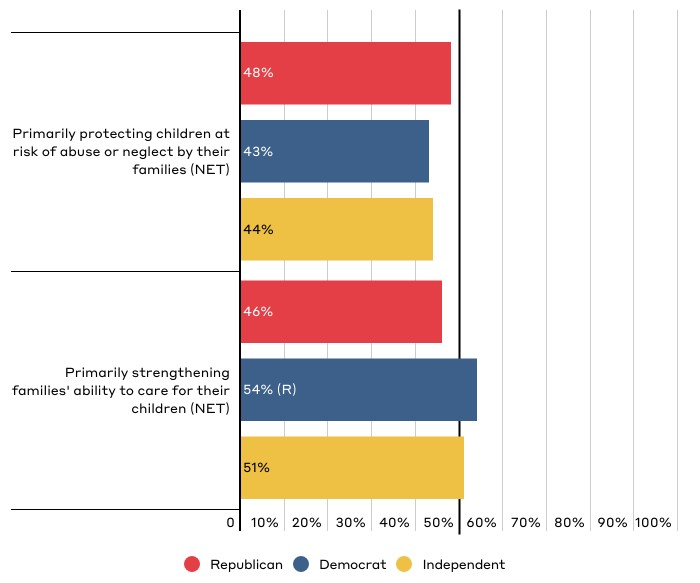 48%
Primarily protecting children at
risk of abuse or neglect by their
families (NET)
43%
44%
46%
Primarily strengthening
families' ability to care for their
children (NET)
54% (R)
51%
0 10% 20% 30% 40% 50% 60% 70% 80% 90% 100%
Republican Democrat Independent